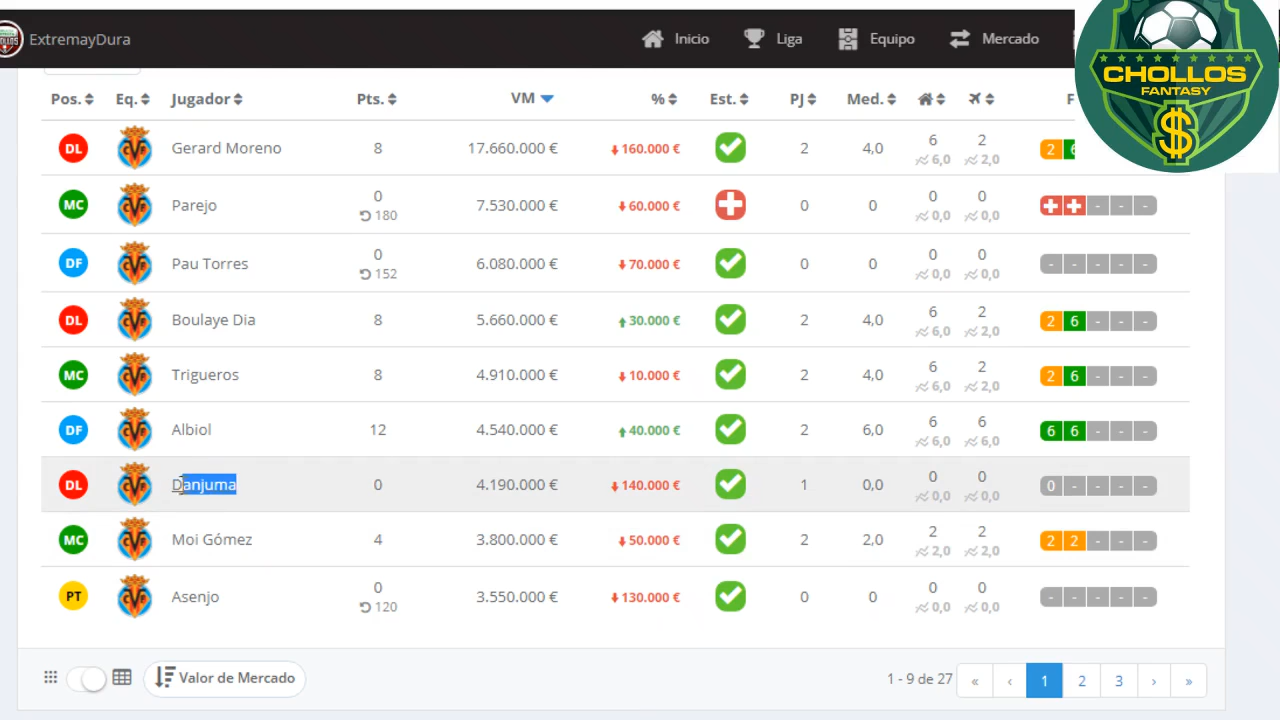 ExtremayDura Inicio Liga Equipo Mercado
CHOLLOS
FANTASY
$
Pos. Eq. Jugador Pts. VM % Est. PJ Med. F
DL Gerard Moreno 8 17.660.000 € 160.000 € 2 4,0 6 2 2 6
6,0 2,0
MC Parejo 0 7.530.000 € 60.000 € 0 0 0 0 - - -
180 0,0 0,0
DF Pau Torres 0 6.080.000 € 70.000 € 0 0 0 0 - - - - -
152 0,0 0,0
DL Boulaye Dia 8 5.660.000 € 30.000 € 2 4,0 6 2 2 6 - - -
6,0 2,0
MC Trigueros 8 4.910.000 € 10.000 € 2 4,0 6 2 2 6 - - -
6,0 2,0
DF Albiol 12 4.540.000 € 40.000 € 2 6,0 6 6 6 6 - - -
6,0 6,0
DL Danjuma 0 4.190.000 € 140.000 € 1 0,0 0 0 0 - - - -
0,0 0,0
MC Moi Gómez 4 3.800.000 € 50.000 € 2 2,0 2 2 2 2 - - -
2,0 2,0
PT Asenjo 0 3.550.000 € 130.000 € 0 0 0 0 - - - - -
120 0,0 0,0
Valor de Mercado 1 - 9 de 27 « ‹ 1 2 3 › »